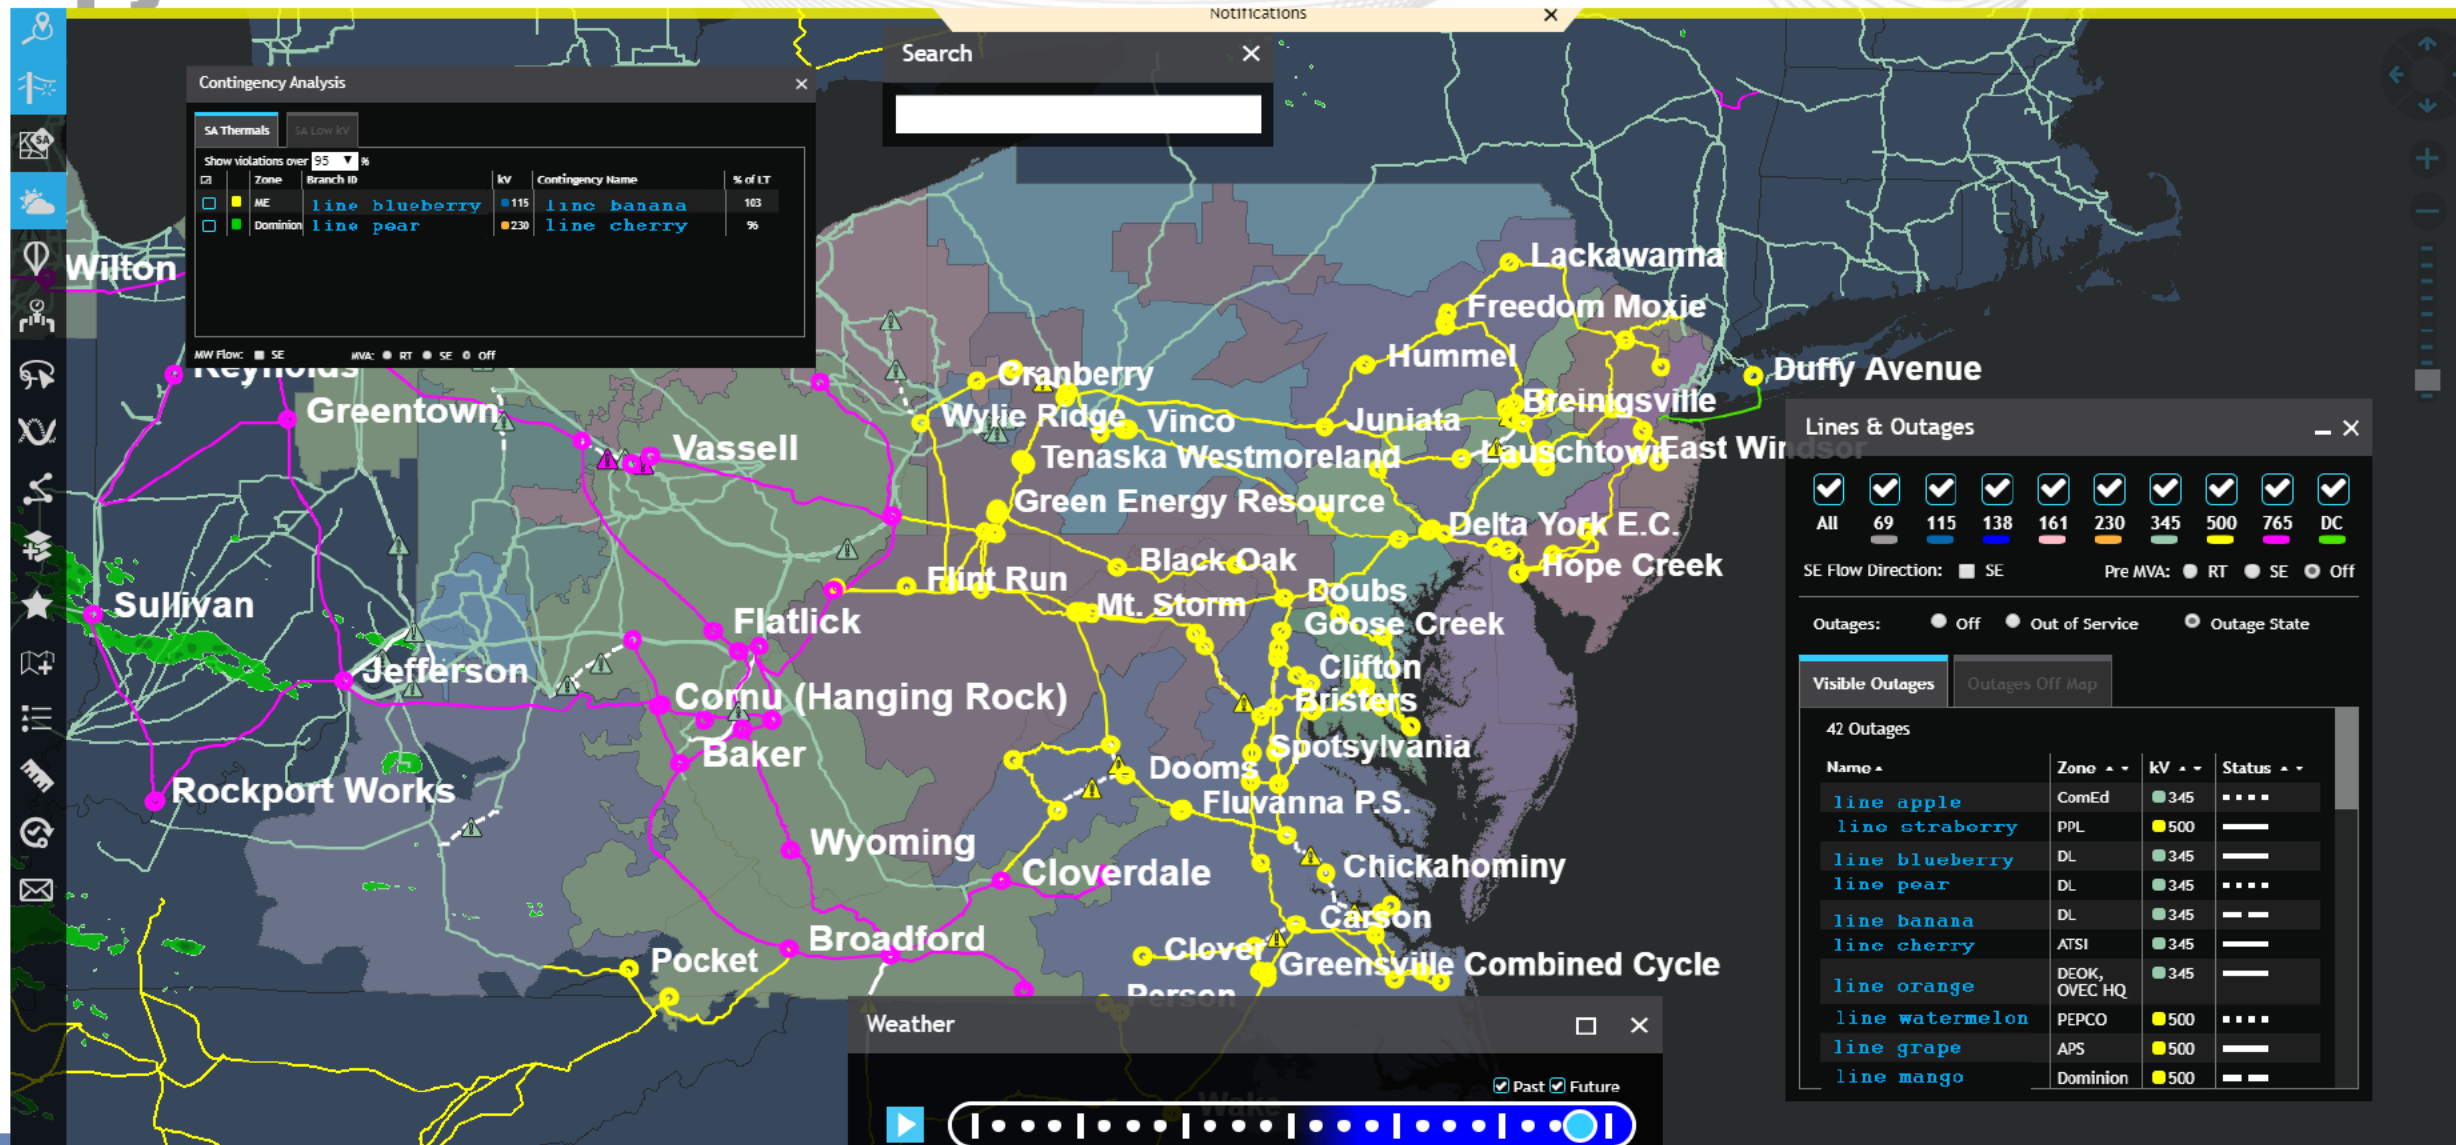 Notifications
Search
Contingency Analysis
SA Thermals SA Low kV
Show violations over 95 %
Zone Branch ID kV Contingency Name % of LT
ME line blueberry 115 line banana 103
Dominion line pear 230 line cherry 96
MW Flow: SE MVA: RT SE Off
Wilton
Reynolds
Greentown
Vassell
Sullivan
Jefferson
Rockport Works
Flatlick
Cornu (Hanging Rock)
Baker
Wyoming
Cloverdale
Broadford
Pocket
Lackawanna
Freedom Moxie
Hummel
Duffy Avenue
Cranberry
Breinigsville
Wylie Ridge
Vinco
Juniata
East Windsor
Tenaska Westmoreland
Green Energy Resource
Delta York E.C.
Black Oak
Hope Creek
Flint Run
Doubs
Mt. Storm
Goose Creek
Clifton
Bristers
Spotsylvania
Dooms
Fluvanna P.S.
Chickahominy
Carson
Clover
Greensville Combined Cycle
Person
Wake
Lines & Outages
All 69 115 138 161 230 345 500 765 DC
SE Flow Direction: SE Pre MVA: RT SE Off
Outages: Off Out of Service Outage State
Visible Outages Outages Off Map
42 Outages
Name Zone kV Status
line apple ComEd 345
line straberry PPL 500
line blueberry DL 345
line pear DL 345
line banana DL 345
line cherry ATSI 345
line orange DEOK, OVEC HQ 345
line watermelon PEPCO 500
line grape APS 500
line mango Dominion 500
Weather
Past Future